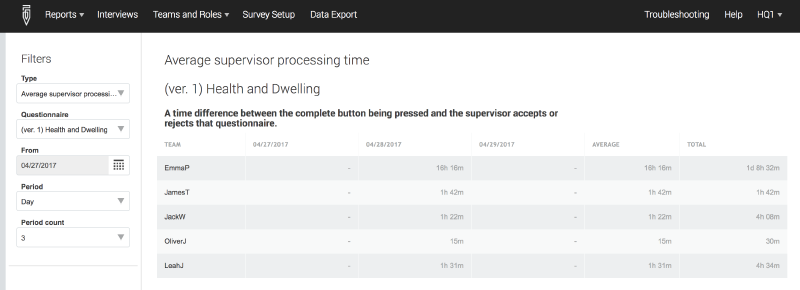 Reports Interviews Teams and Roles Survey Setup Data Export Troubleshooting Help HQ1
Filters
Type
Average supervisor processi...
Questionnaire
(ver. 1) Health and Dwelling
From
04/27/2017
Period
Day
Period count
3
Average supervisor processing time
(ver. 1) Health and Dwelling
A time difference between the complete button being pressed and the supervisor accepts or
rejects that questionnaire.
TEAM 04/27/2017 04/28/2017 04/29/2017 AVERAGE TOTAL
EmmaP - 16h 18m - 16h 18m 1d 8h 32m
JamesT - 1h 42m - 1h 42m 1h 42m
JackW - 1h 22m - 1h 22m 4h 08m
OliverJ - 15m - 15m 30m
LeahJ - 1h 31m - 1h 31m 4h 34m